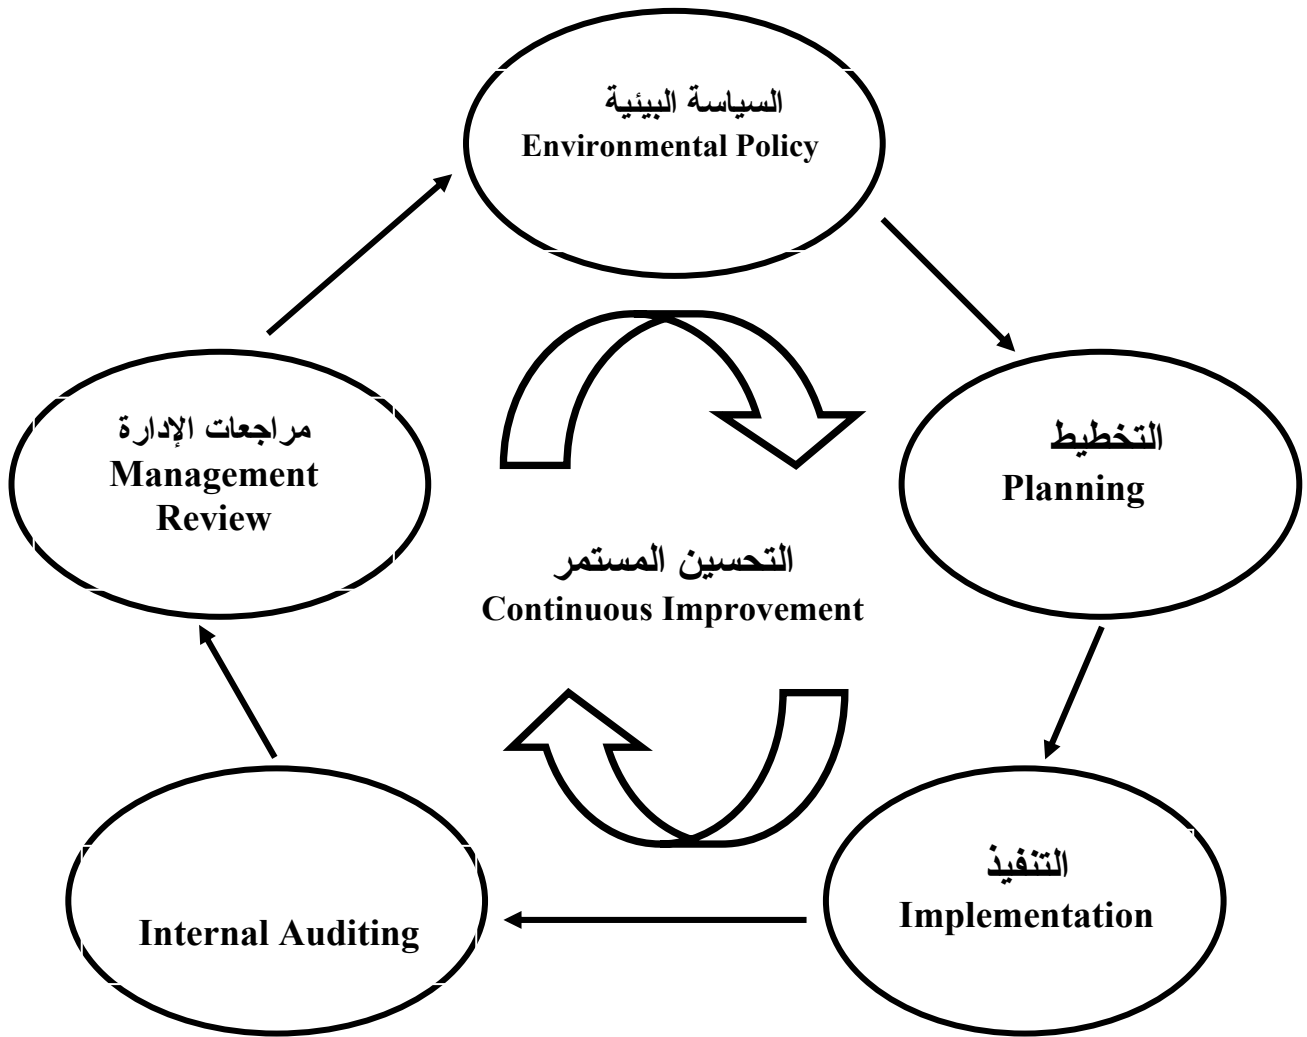 السياسة البيئية
Environmental Policy
التخطيط
Planning
التنفيذ
Implementation
Internal Auditing
مراجعات الإدارة
Management
Review
التحسين المستمر
Continuous Improvement